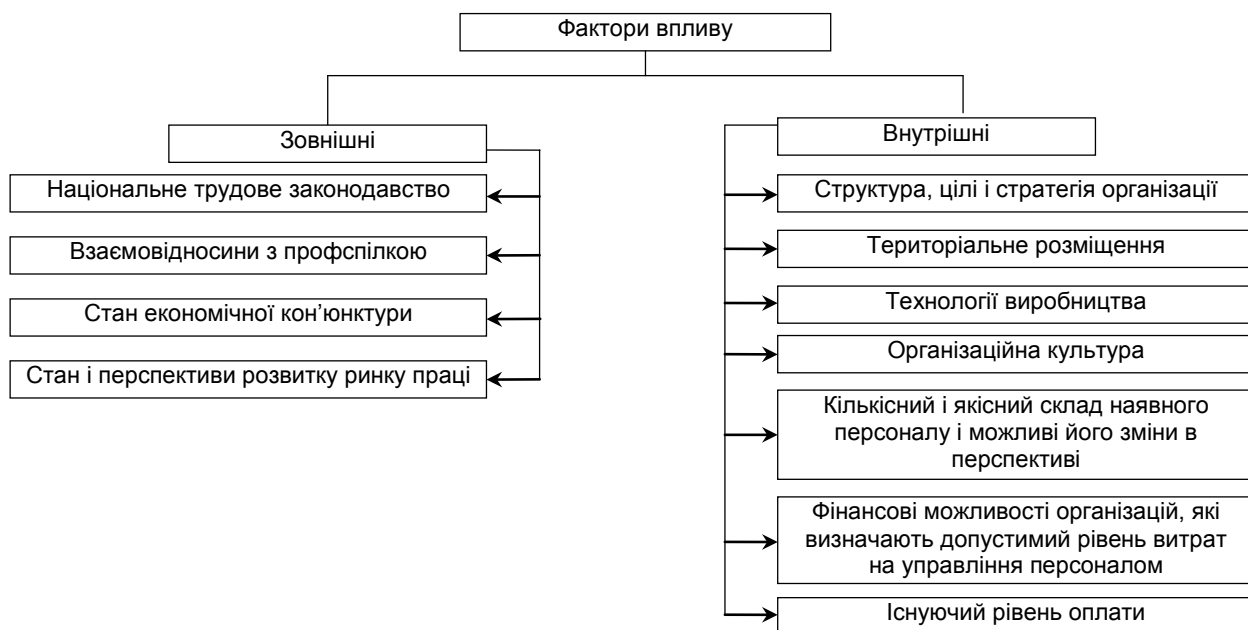 Фактори впливу
Зовнішні
Національне трудове законодавство
Взаємовідносини з профспілкою
Стан економічної кон’юнктури
Стан і перспективи розвитку ринку праці
Внутрішні
Структура, цілі і стратегія організації
Територіальне розміщення
Технології виробництва
Організаційна культура
Кількісний і якісний склад наявного
персоналу і можливі його зміни в
перспективі
Фінансові можливості організацій, які
визначають допустимий рівень витрат
на управління персоналом
Існуючий рівень оплати